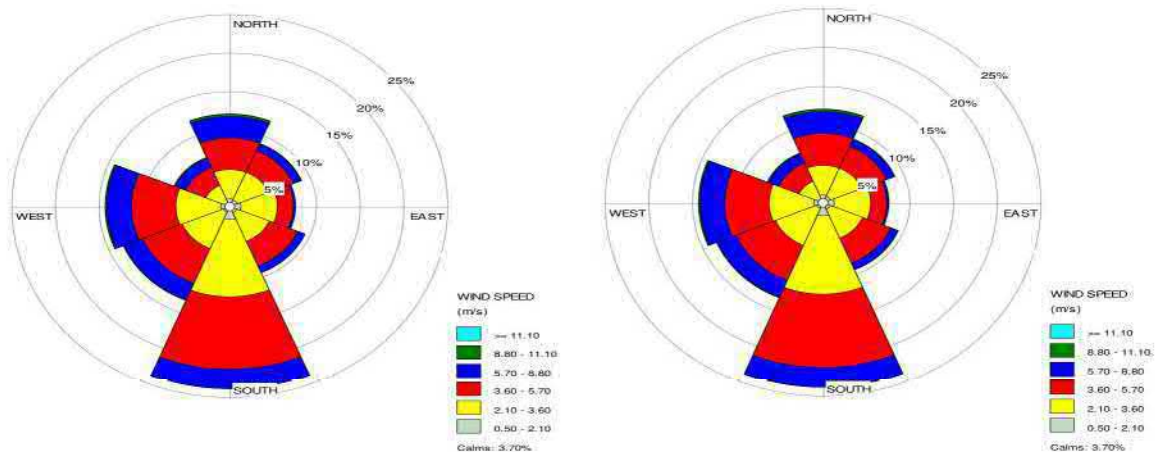 NORTH
25%
20%
15%
10%
5%
WEST
EAST
WIND SPEED
(m/s)
>= 11.10
8.80 - 11.10
5.70 - 8.80
3.60 - 5.70
2.10 - 3.60
0.50 - 2.10
SOUTH
Calms: 3.70%
NORTH
25%
20%
15%
10%
5%
WEST
EAST
WIND SPEED
(m/s)
>= 11.10
8.80 - 11.10
5.70 - 8.80
3.60 - 5.70
2.10 - 3.60
0.50 - 2.10
SOUTH
Calms: 3.70%